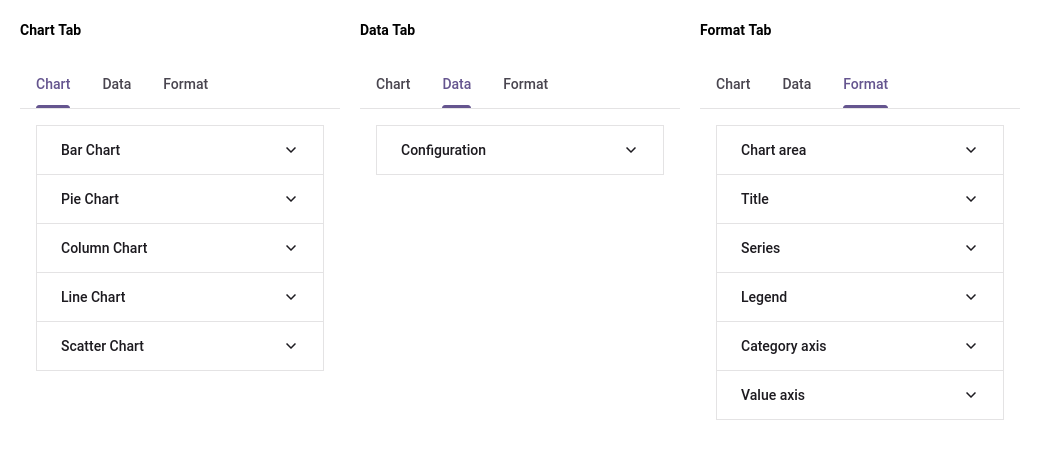 Chart Tab
Chart Data Format
Bar Chart
Pie Chart
Column Chart
Line Chart
Scatter Chart
Data Tab
Chart Data Format
Configuration
Format Tab
Chart Data Format
Chart area
Title
Series
Legend
Category axis
Value axis